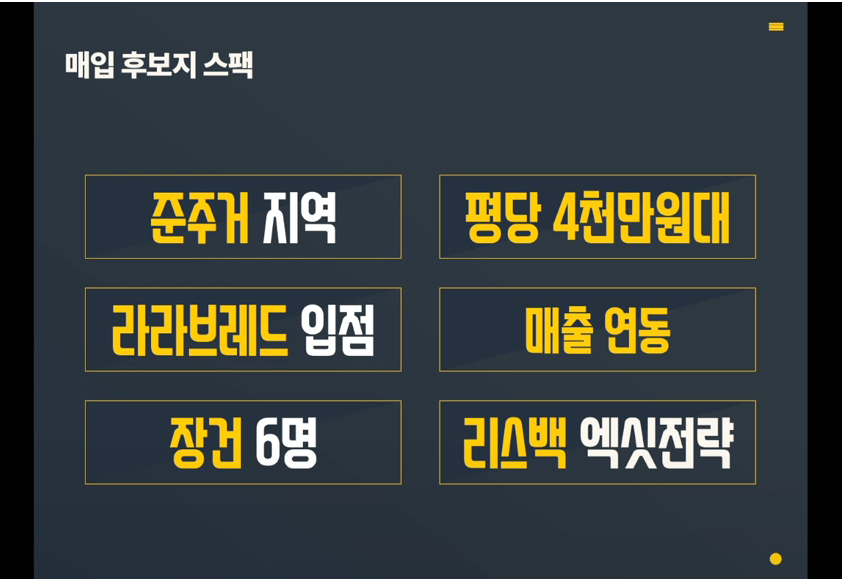 매입 후보지 스팩
준주거 지역
평당 4천만원대
라라브레드 입점
매출 연동
장건 6명
리스백 엑싯전략